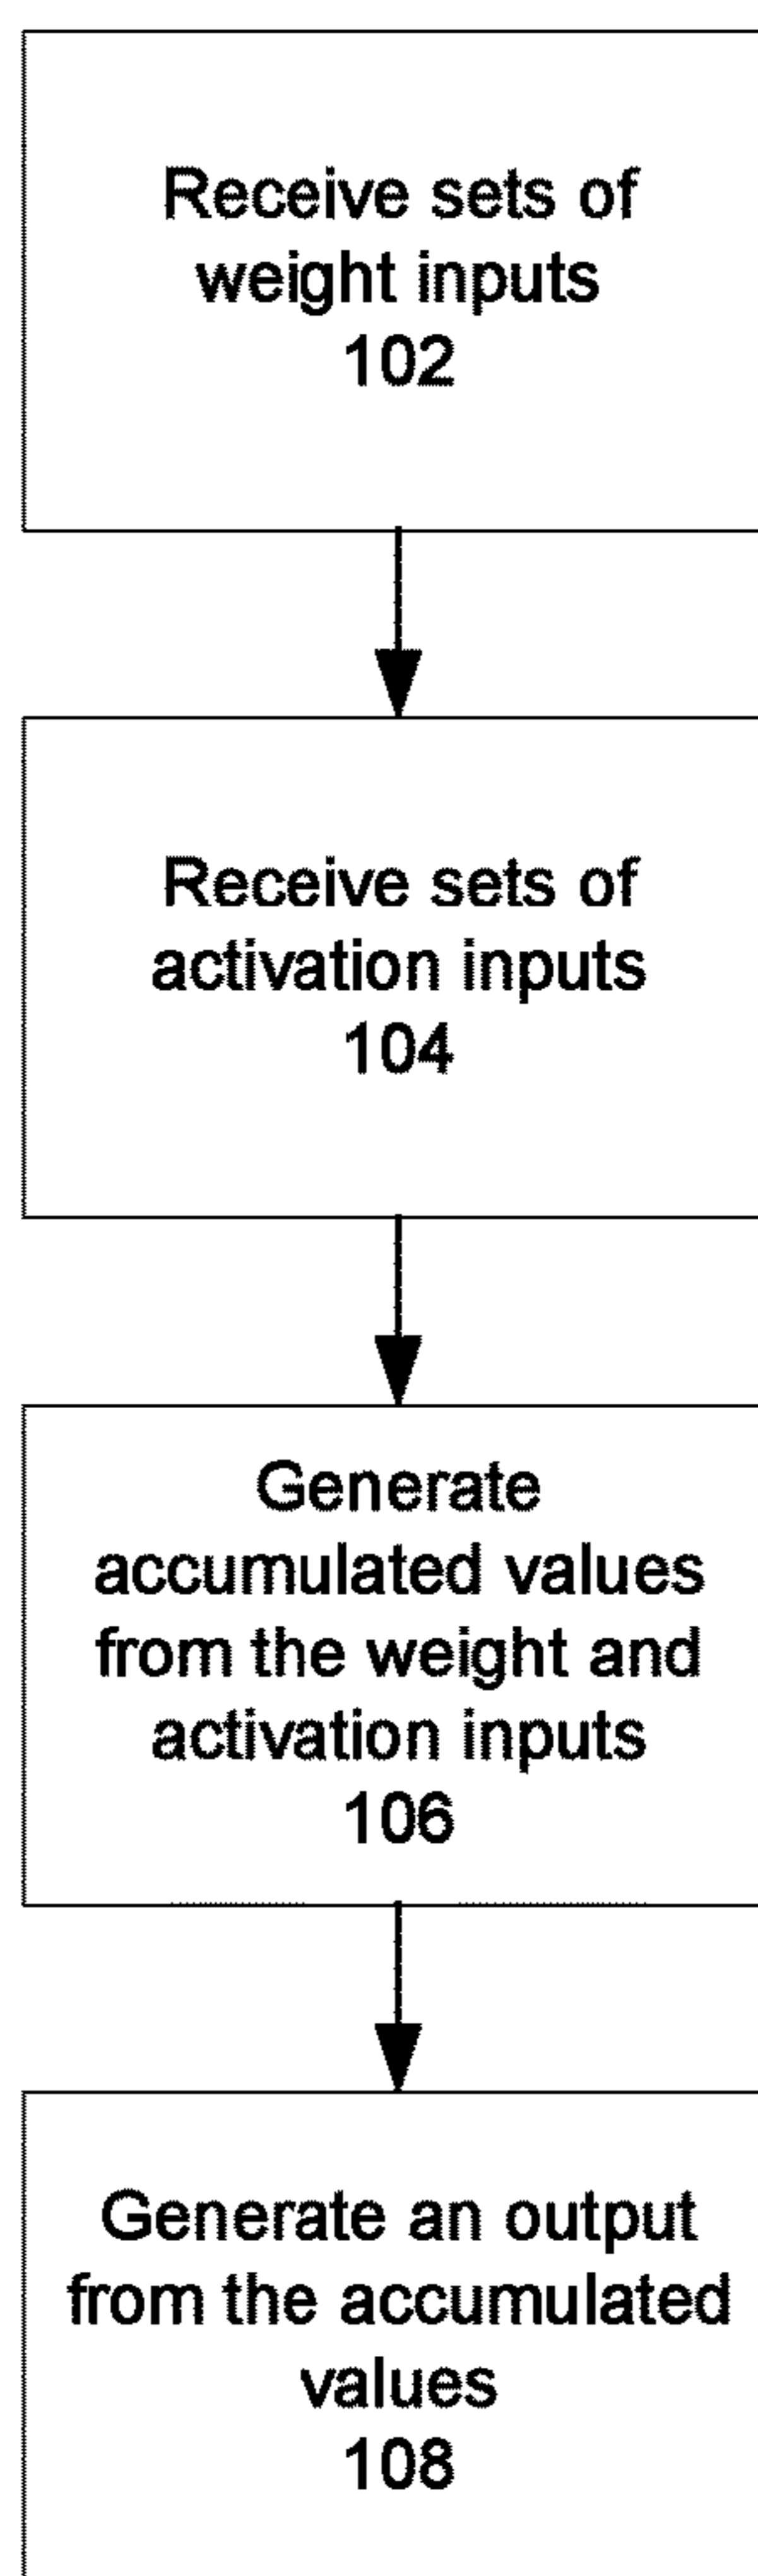 Receive sets of
weight inputs
102
Receive sets of
activation inputs
104
Generate
accumulated values
from the weight and
activation inputs
106
Generate an output
from the accumulated
values
108